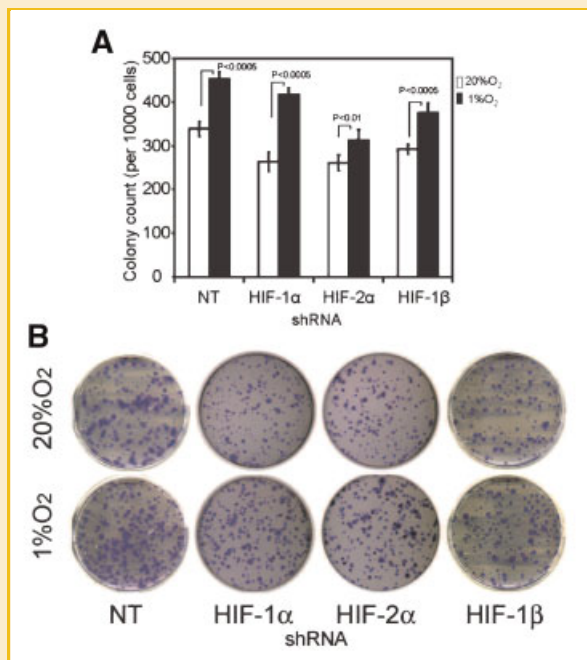 A
500
400
300
200
100
0
Colony count (per 1000 cells)
P<0.0005
P<0.0005
P<0.01
P<0.0005
20%O₂
1%O₂
NT HIF-1α HIF-2α HIF-1β
shRNA
B
20%O₂
1%O₂
NT HIF-1α HIF-2α HIF-1β
shRNA